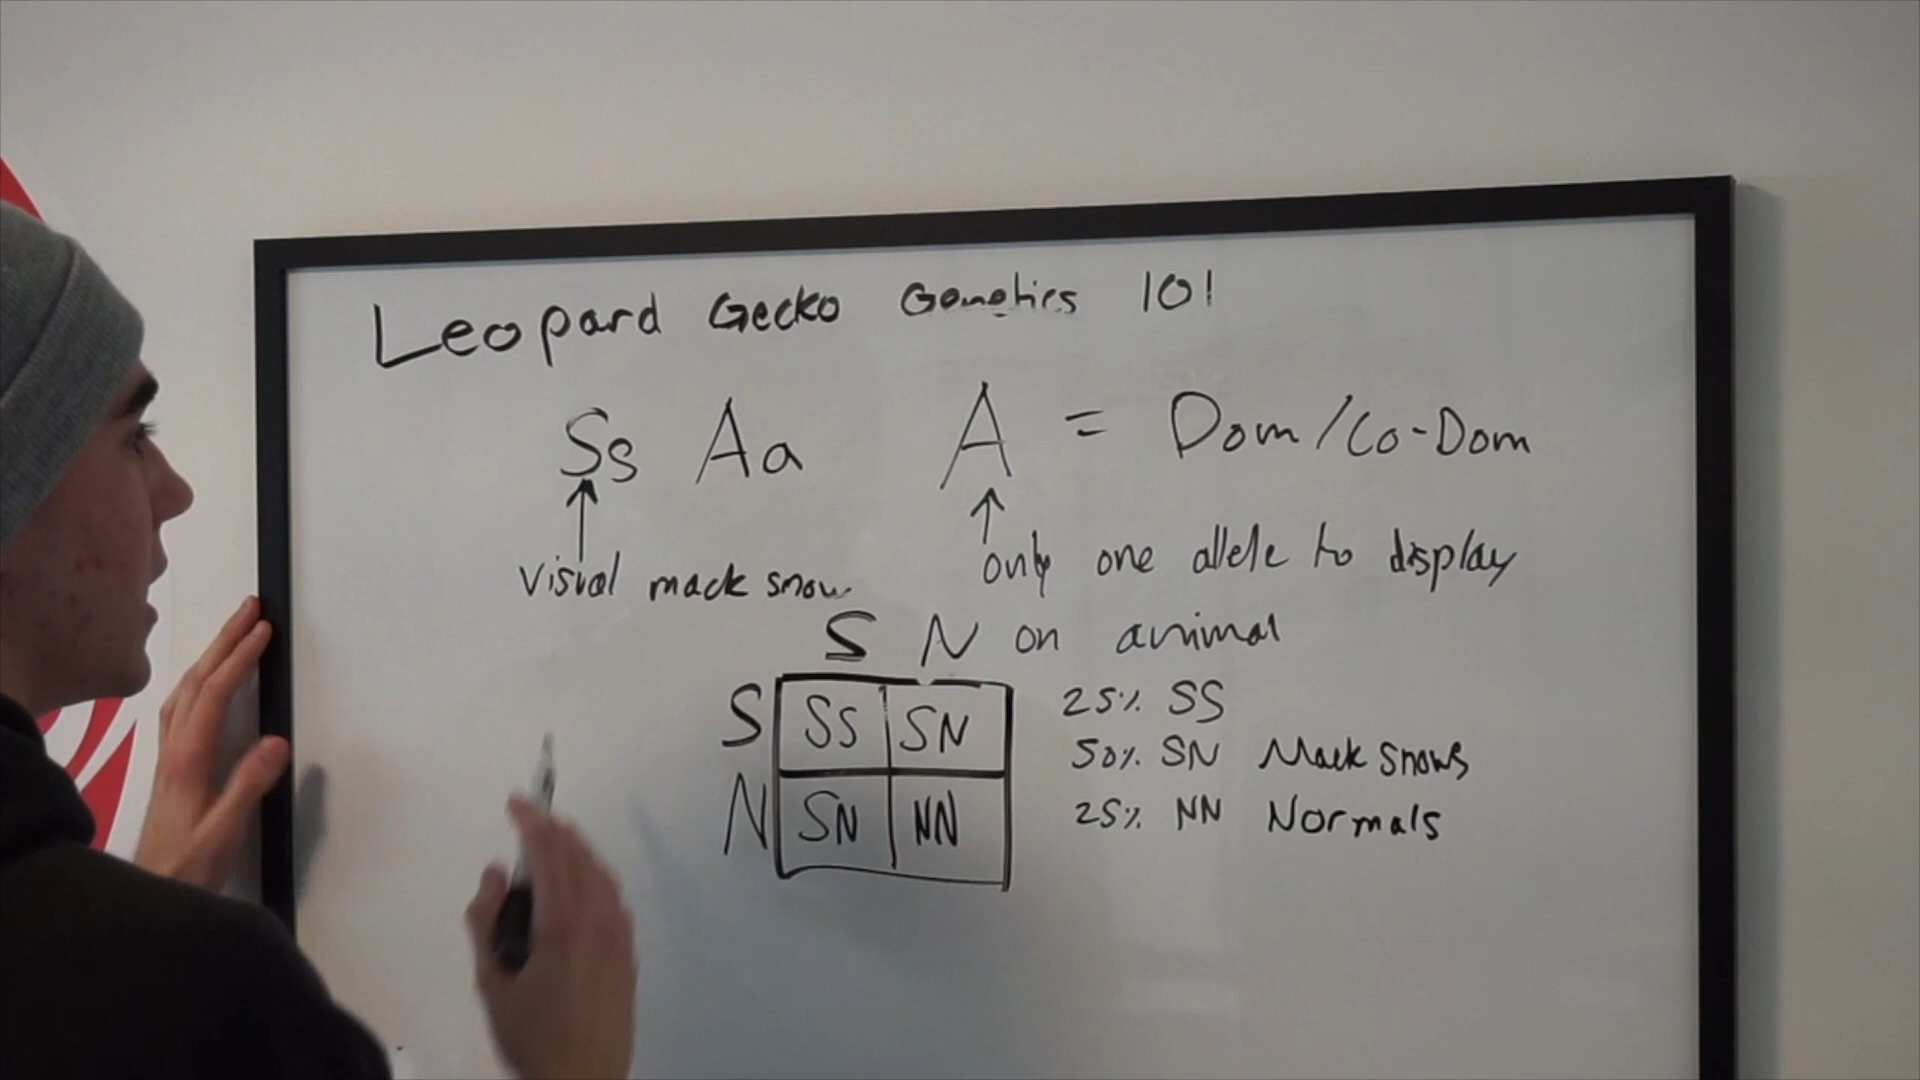 Leopard Gecko Genetics 101
Ss Aa A = Dom/Co-Dom
Visual mack snow
only one allele to display
on animal
S N
S SS SN
N SN NN
25% SS
50% SN Mack Snows
25% NN Normals